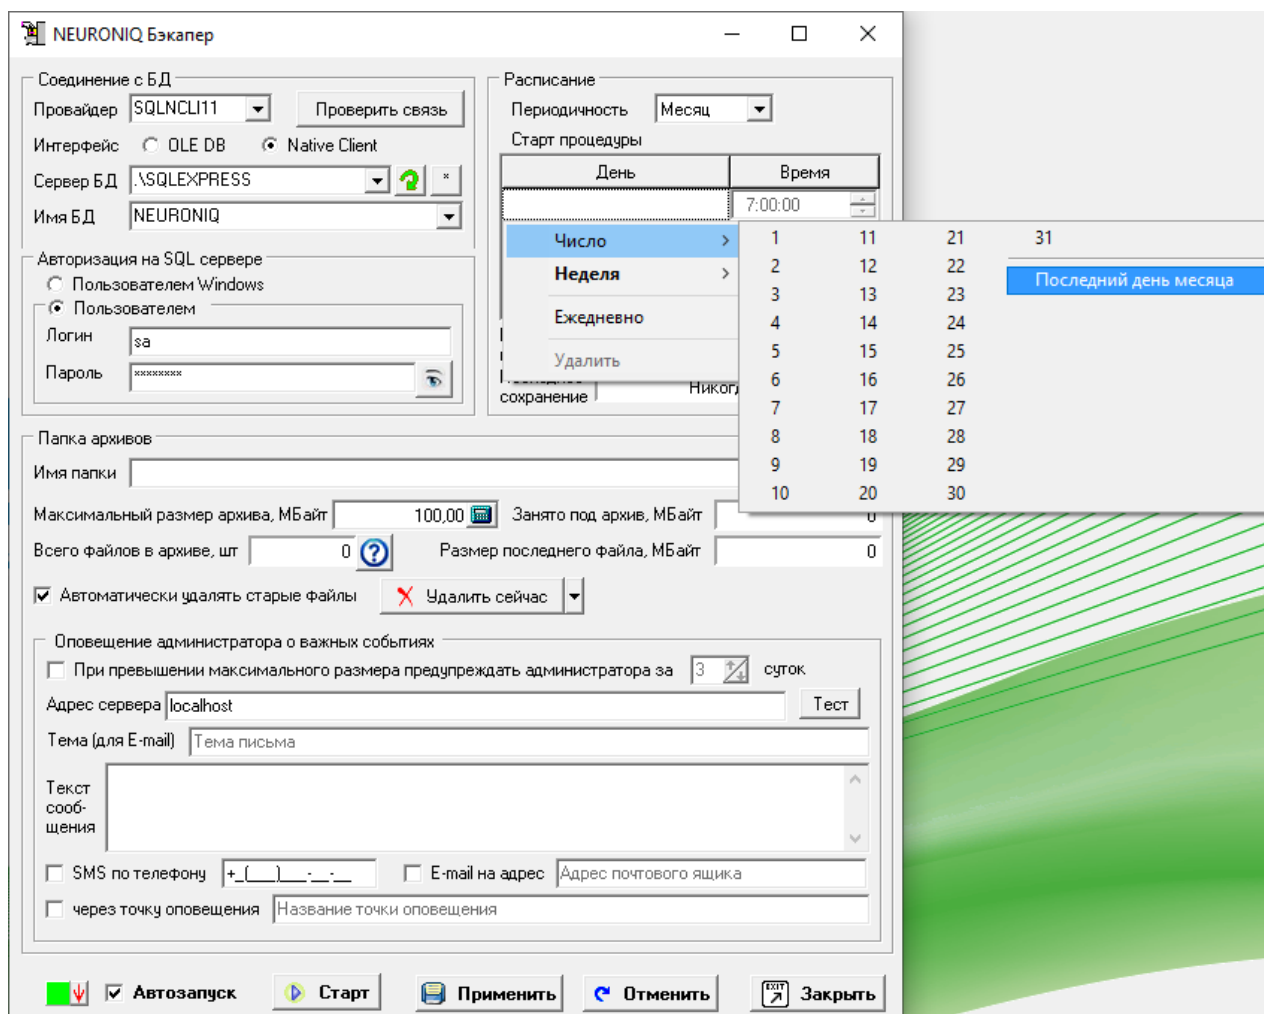 NEURONIQ Бэкапер
Соединение с БД
Провайдер SQLNCLI11 Проверить связь
Интерфейс OLE DB Native Client
Сервер БД .\SQLEXPRESS *
Имя БД NEURONIQ
Авторизация на SQL сервере
Пользователем Windows
Пользователем
Логин sa
Пароль ********
Расписание
Периодичность Месяц
Старт процедуры
День Время
7:00:00
Число
Неделя
Ежедневно
Удалить
1 11 21 31
2 12 22 Последний день месяца
3 13 23
4 14 24
5 15 25
6 16 26
7 17 27
8 18 28
9 19 29
10 20 30
сохранение
Папка архивов
Имя папки
Максимальный размер архива, МБайт 100,00 Занято под архив, МБайт 0
Всего файлов в архиве, шт 0 Размер последнего файла, МБайт 0
Автоматически удалять старые файлы Удалить сейчас
Оповещение администратора о важных событиях
При превышении максимального размера предупреждать администратора за 3 суток
Адрес сервера localhost Тест
Тема (для E-mail) Тема письма
Текст
сооб-
щения
SMS по телефону +_(___)___-__-__ E-mail на адрес Адрес почтового ящика
через точку оповещения Название точки оповещения
Автозапуск Старт Применить Отменить EXIT Закрыть